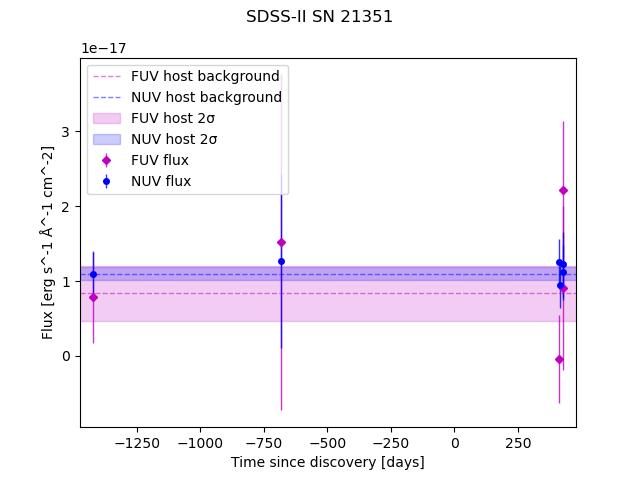 SDSS-II SN 21351
1e−17
FUV host background
NUV host background
FUV host 2σ
NUV host 2σ
FUV flux
NUV flux
3
2
1
0
Flux [erg s^-1 Å^-1 cm^-2]
−1250 −1000 −750 −500 −250 0 250
Time since discovery [days]